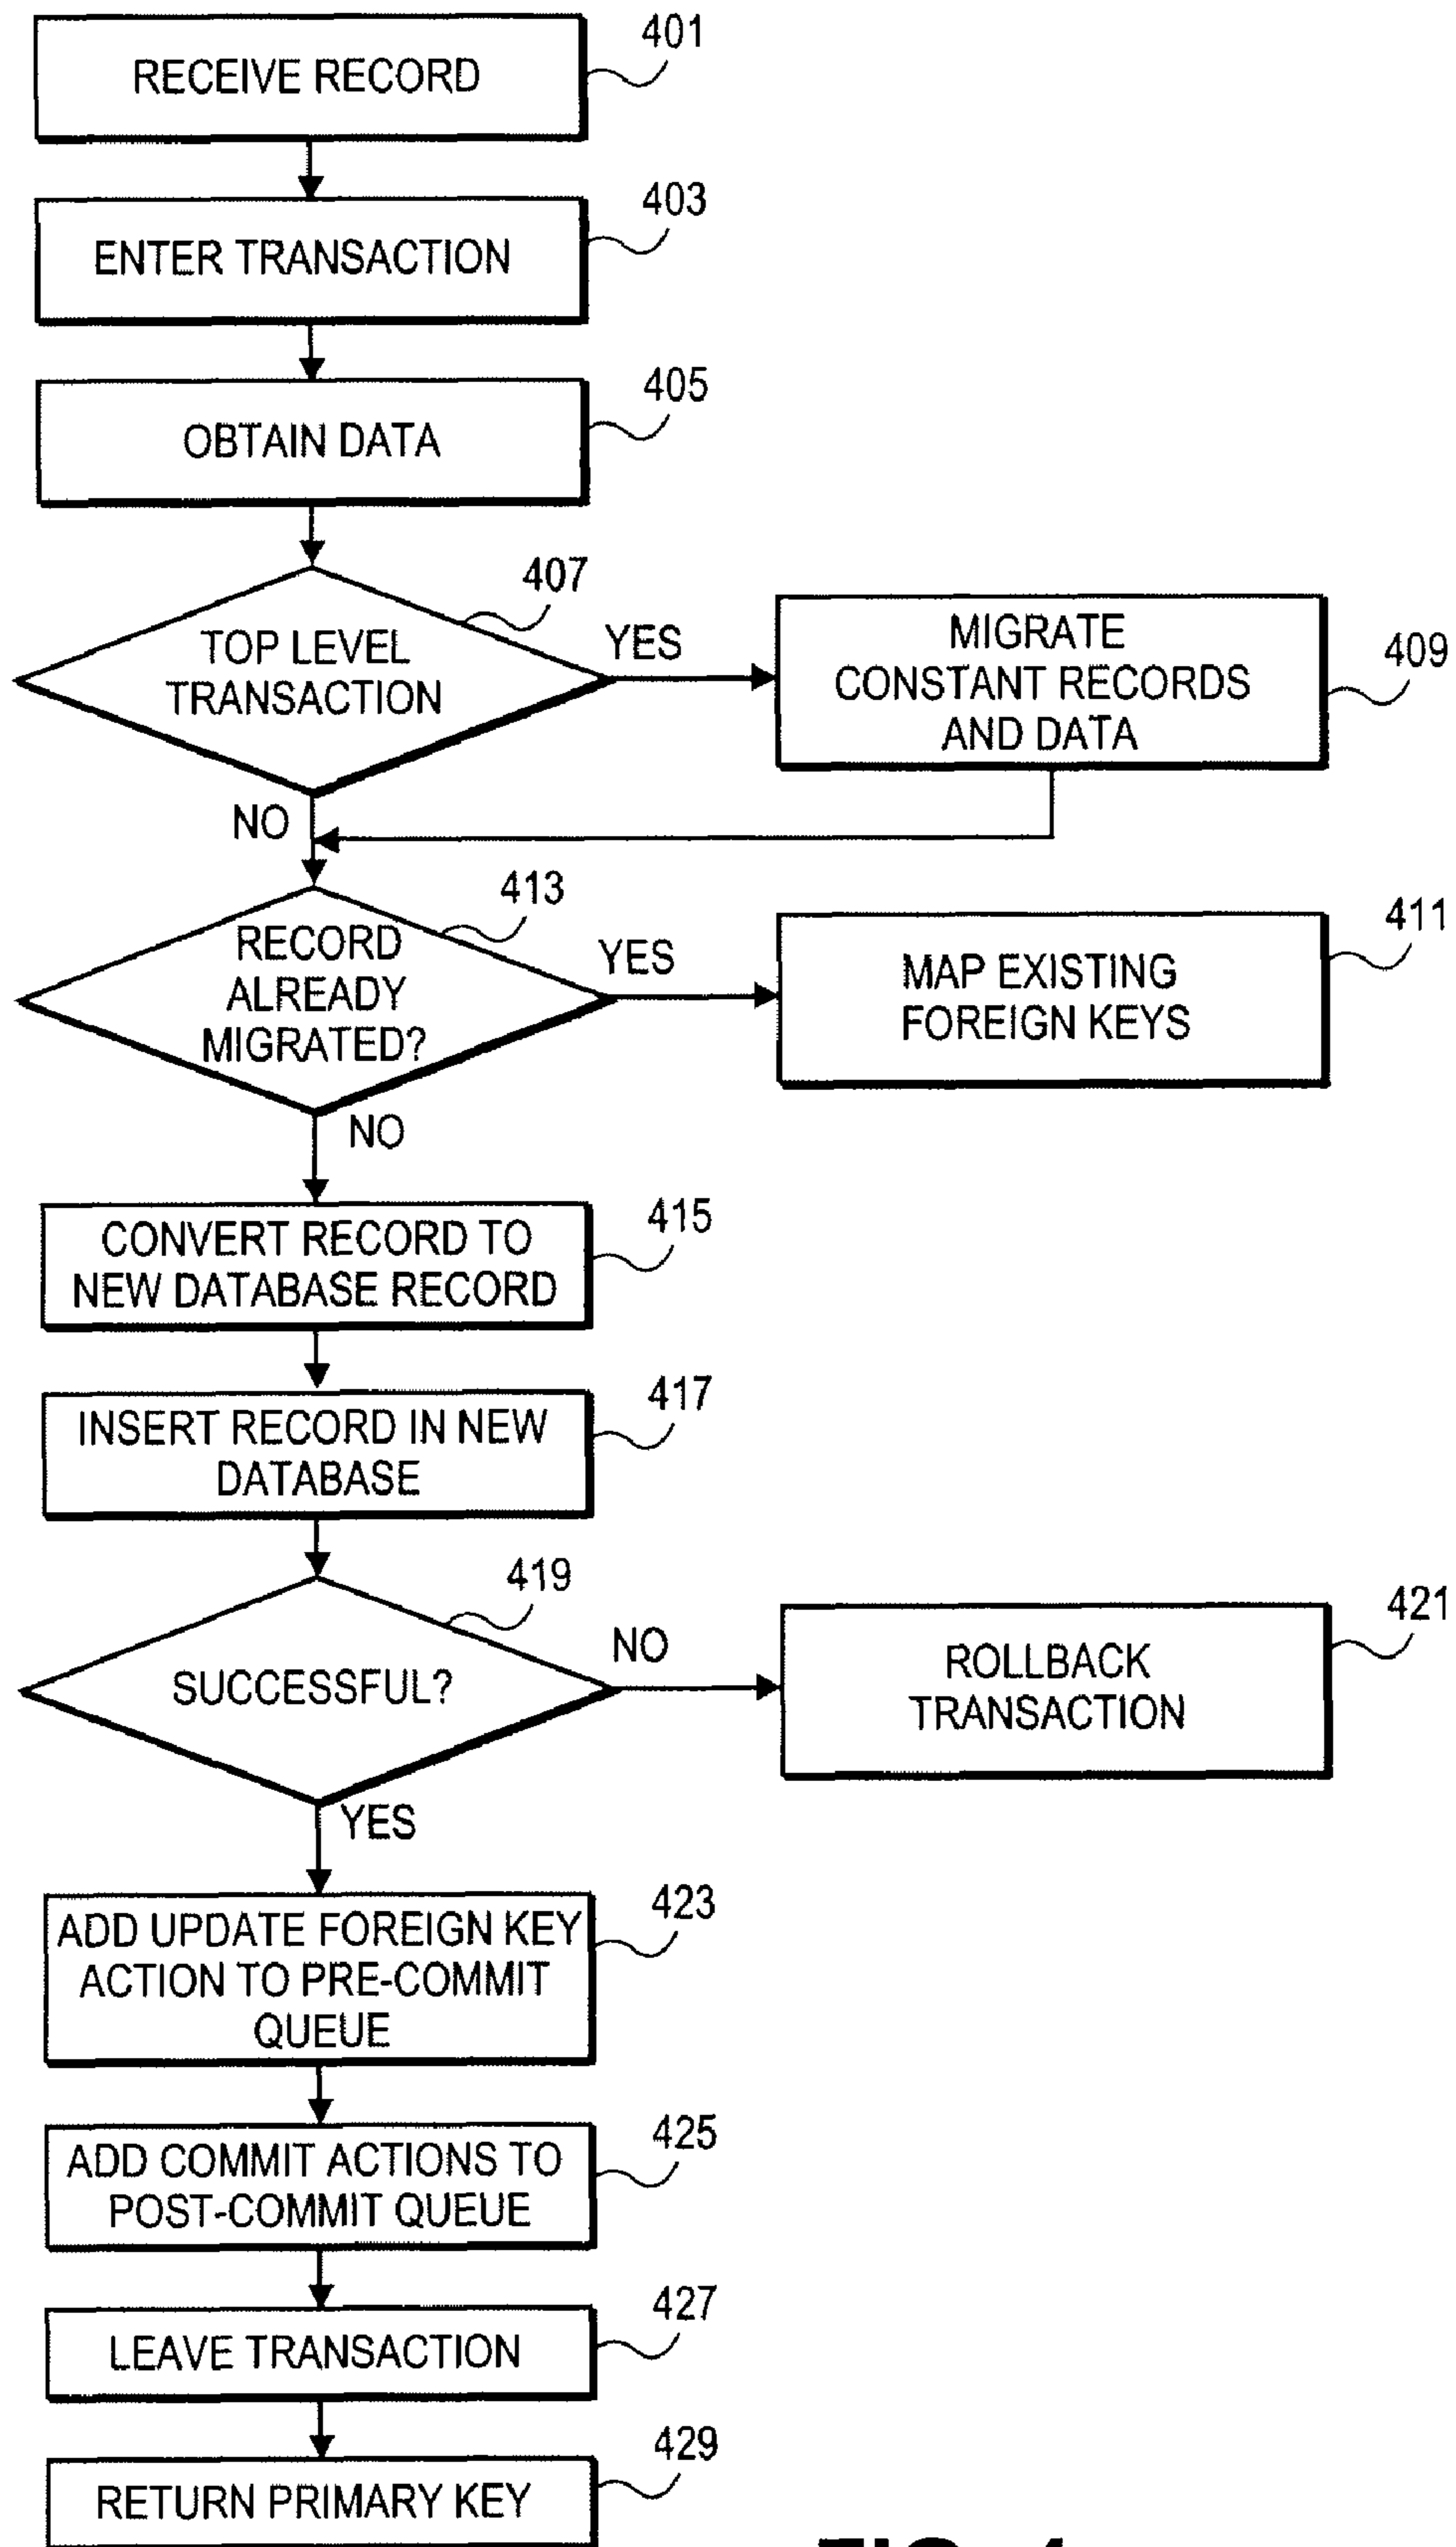 401
RECEIVE RECORD
403
ENTER TRANSACTION
405
OBTAIN DATA
407
TOP LEVEL
TRANSACTION
YES
MIGRATE
CONSTANT RECORDS
AND DATA
409
NO
413
RECORD
ALREADY
MIGRATED?
YES
MAP EXISTING
FOREIGN KEYS
411
NO
415
CONVERT RECORD TO
NEW DATABASE RECORD
417
INSERT RECORD IN NEW
DATABASE
419
SUCCESSFUL?
NO
ROLLBACK
TRANSACTION
421
YES
423
ADD UPDATE FOREIGN KEY
ACTION TO PRE-COMMIT
QUEUE
425
ADD COMMIT ACTIONS TO
POST-COMMIT QUEUE
427
LEAVE TRANSACTION
429
RETURN PRIMARY KEY